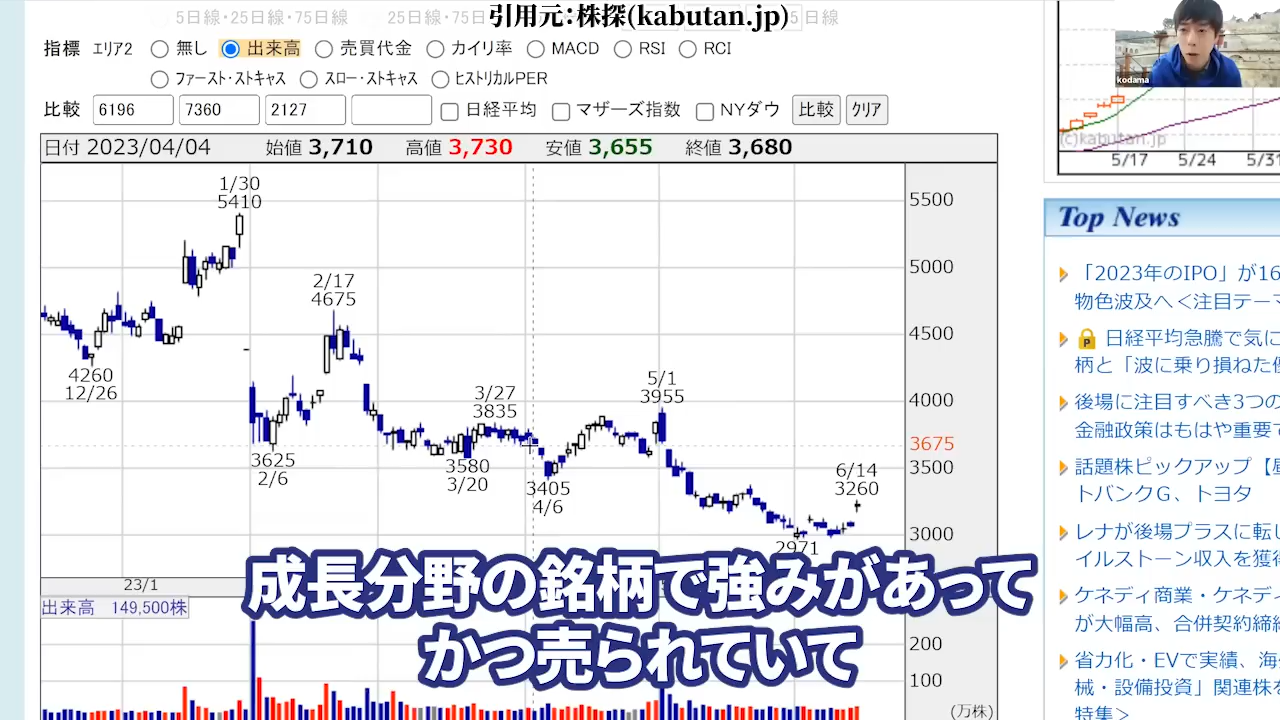 5日線・25日線・75日線
25日線・75日
5日線
引用元：株探(kabutan.jp)
指標 エリア2 無し 出来高 売買代金 カイリ率 MACD RSI RCI
ファースト・ストキャス スロー・ストキャス ヒストリカルPER
比較 6196 7360 2127 日経平均 マザーズ指数 NYダウ 比較 クリア
日付 2023/04/04 始値 3,710 高値 3,730 安値 3,655 終値 3,680
1/30
5410
2/17
4675
4260
12/26
3625
2/6
3/27
3835
3580
3/20
3405
4/6
5/1
3955
6/14
3260
2971
5500
5000
4500
4000
3675
3500
3000
23/1
出来高 149,500株
200
100
(万株)
成長分野の銘柄で強みがあって
かつ売られていて
kodama
(c)kabutan.jp
5/17 5/24 5/31
Top News
「2023年のIPO」が16
物色波及へ＜注目テーマ
日経平均急騰で気に
柄と「波に乗り損ねた優
後場に注目すべき3つの
金融政策はもはや重要で
話題株ピックアップ【昼
トバンクＧ、トヨタ
レナが後場プラスに転じ
イルストーン収入を獲得
ケネディ商業・ケネディ
が大幅高、合併契約締結
省力化・EVで実績、海外
械・設備投資」関連株を
特集＞